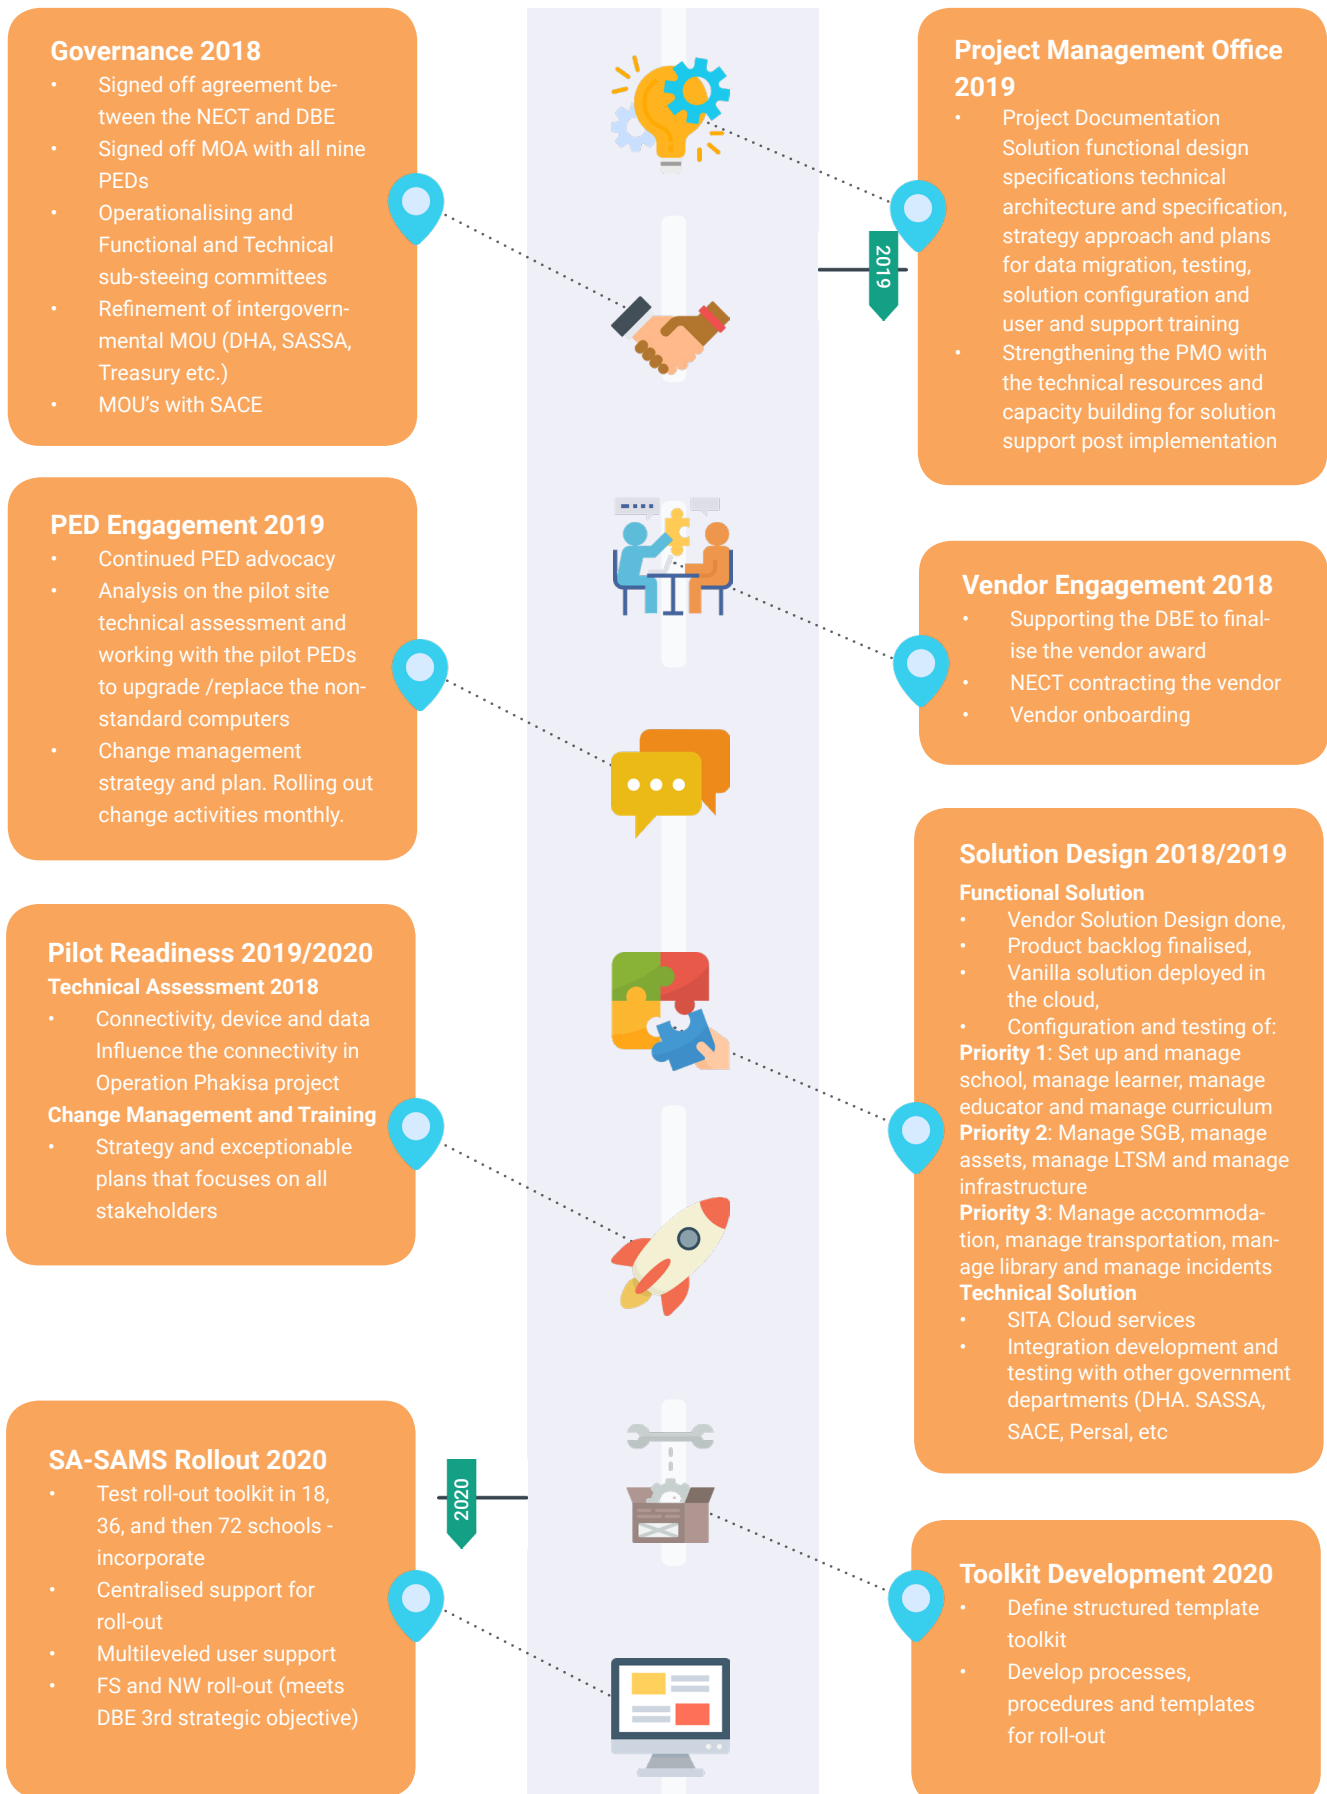 Governance 2018
• Signed off agreement be-
tween the NECT and DBE
• Signed off MOA with all nine
PEDs
• Operationalising and
Functional and Technical
sub-steeing committees
• Refinement of intergovern-
mental MOU (DHA, SASSA,
Treasury etc.)
• MOU's with SACE
Project Management Office
2019
• Project Documentation
Solution functional design
specifications technical
architecture and specification,
strategy approach and plans
for data migration, testing,
solution configuration and
user and support training
• Strengthening the PMO with
the technical resources and
capacity building for solution
support post implementation
2019
PED Engagement 2019
• Continued PED advocacy
• Analysis on the pilot site
technical assessment and
working with the pilot PEDs
to upgrade /replace the non-
standard computers
• Change management
strategy and plan. Rolling out
change activities monthly.
Vendor Engagement 2018
• Supporting the DBE to final-
ise the vendor award
• NECT contracting the vendor
• Vendor onboarding
Solution Design 2018/2019
Functional Solution
• Vendor Solution Design done,
• Product backlog finalised,
• Vanilla solution deployed in
the cloud,
• Configuration and testing of:
Priority 1: Set up and manage
school, manage learner, manage
educator and manage curriculum
Priority 2: Manage SGB, manage
assets, manage LTSM and manage
infrastructure
Priority 3: Manage accommoda-
tion, manage transportation, man-
age library and manage incidents
Technical Solution
• SITA Cloud services
• Integration development and
testing with other government
departments (DHA. SASSA,
SACE, Persal, etc
Pilot Readiness 2019/2020
Technical Assessment 2018
• Connectivity, device and data
Influence the connectivity in
Operation Phakisa project
Change Management and Training
• Strategy and exceptionable
plans that focuses on all
stakeholders
SA-SAMS Rollout 2020
• Test roll-out toolkit in 18,
36, and then 72 schools -
incorporate
• Centralised support for
roll-out
• Multileveled user support
• FS and NW roll-out (meets
DBE 3rd strategic objective)
2020
Toolkit Development 2020
• Define structured template
toolkit
• Develop processes,
procedures and templates
for roll-out